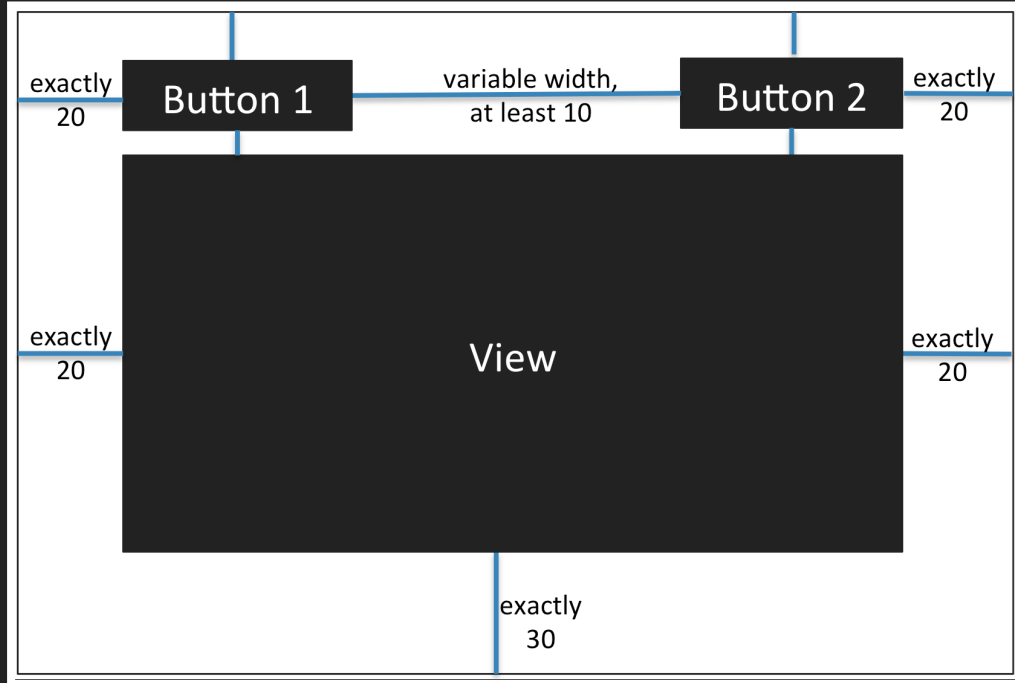 exactly
20
Button 1
variable width,
at least 10
Button 2
exactly
20
exactly
20
View
exactly
20
exactly
30